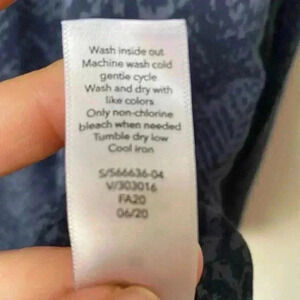 Wash inside out
Machine wash cold
gentle cycle
Wash and dry with
like colors
Only non-chlorine
bleach when needed
Tumble dry low
Cool iron
S/566636-04
V/303016
FA20
06/20